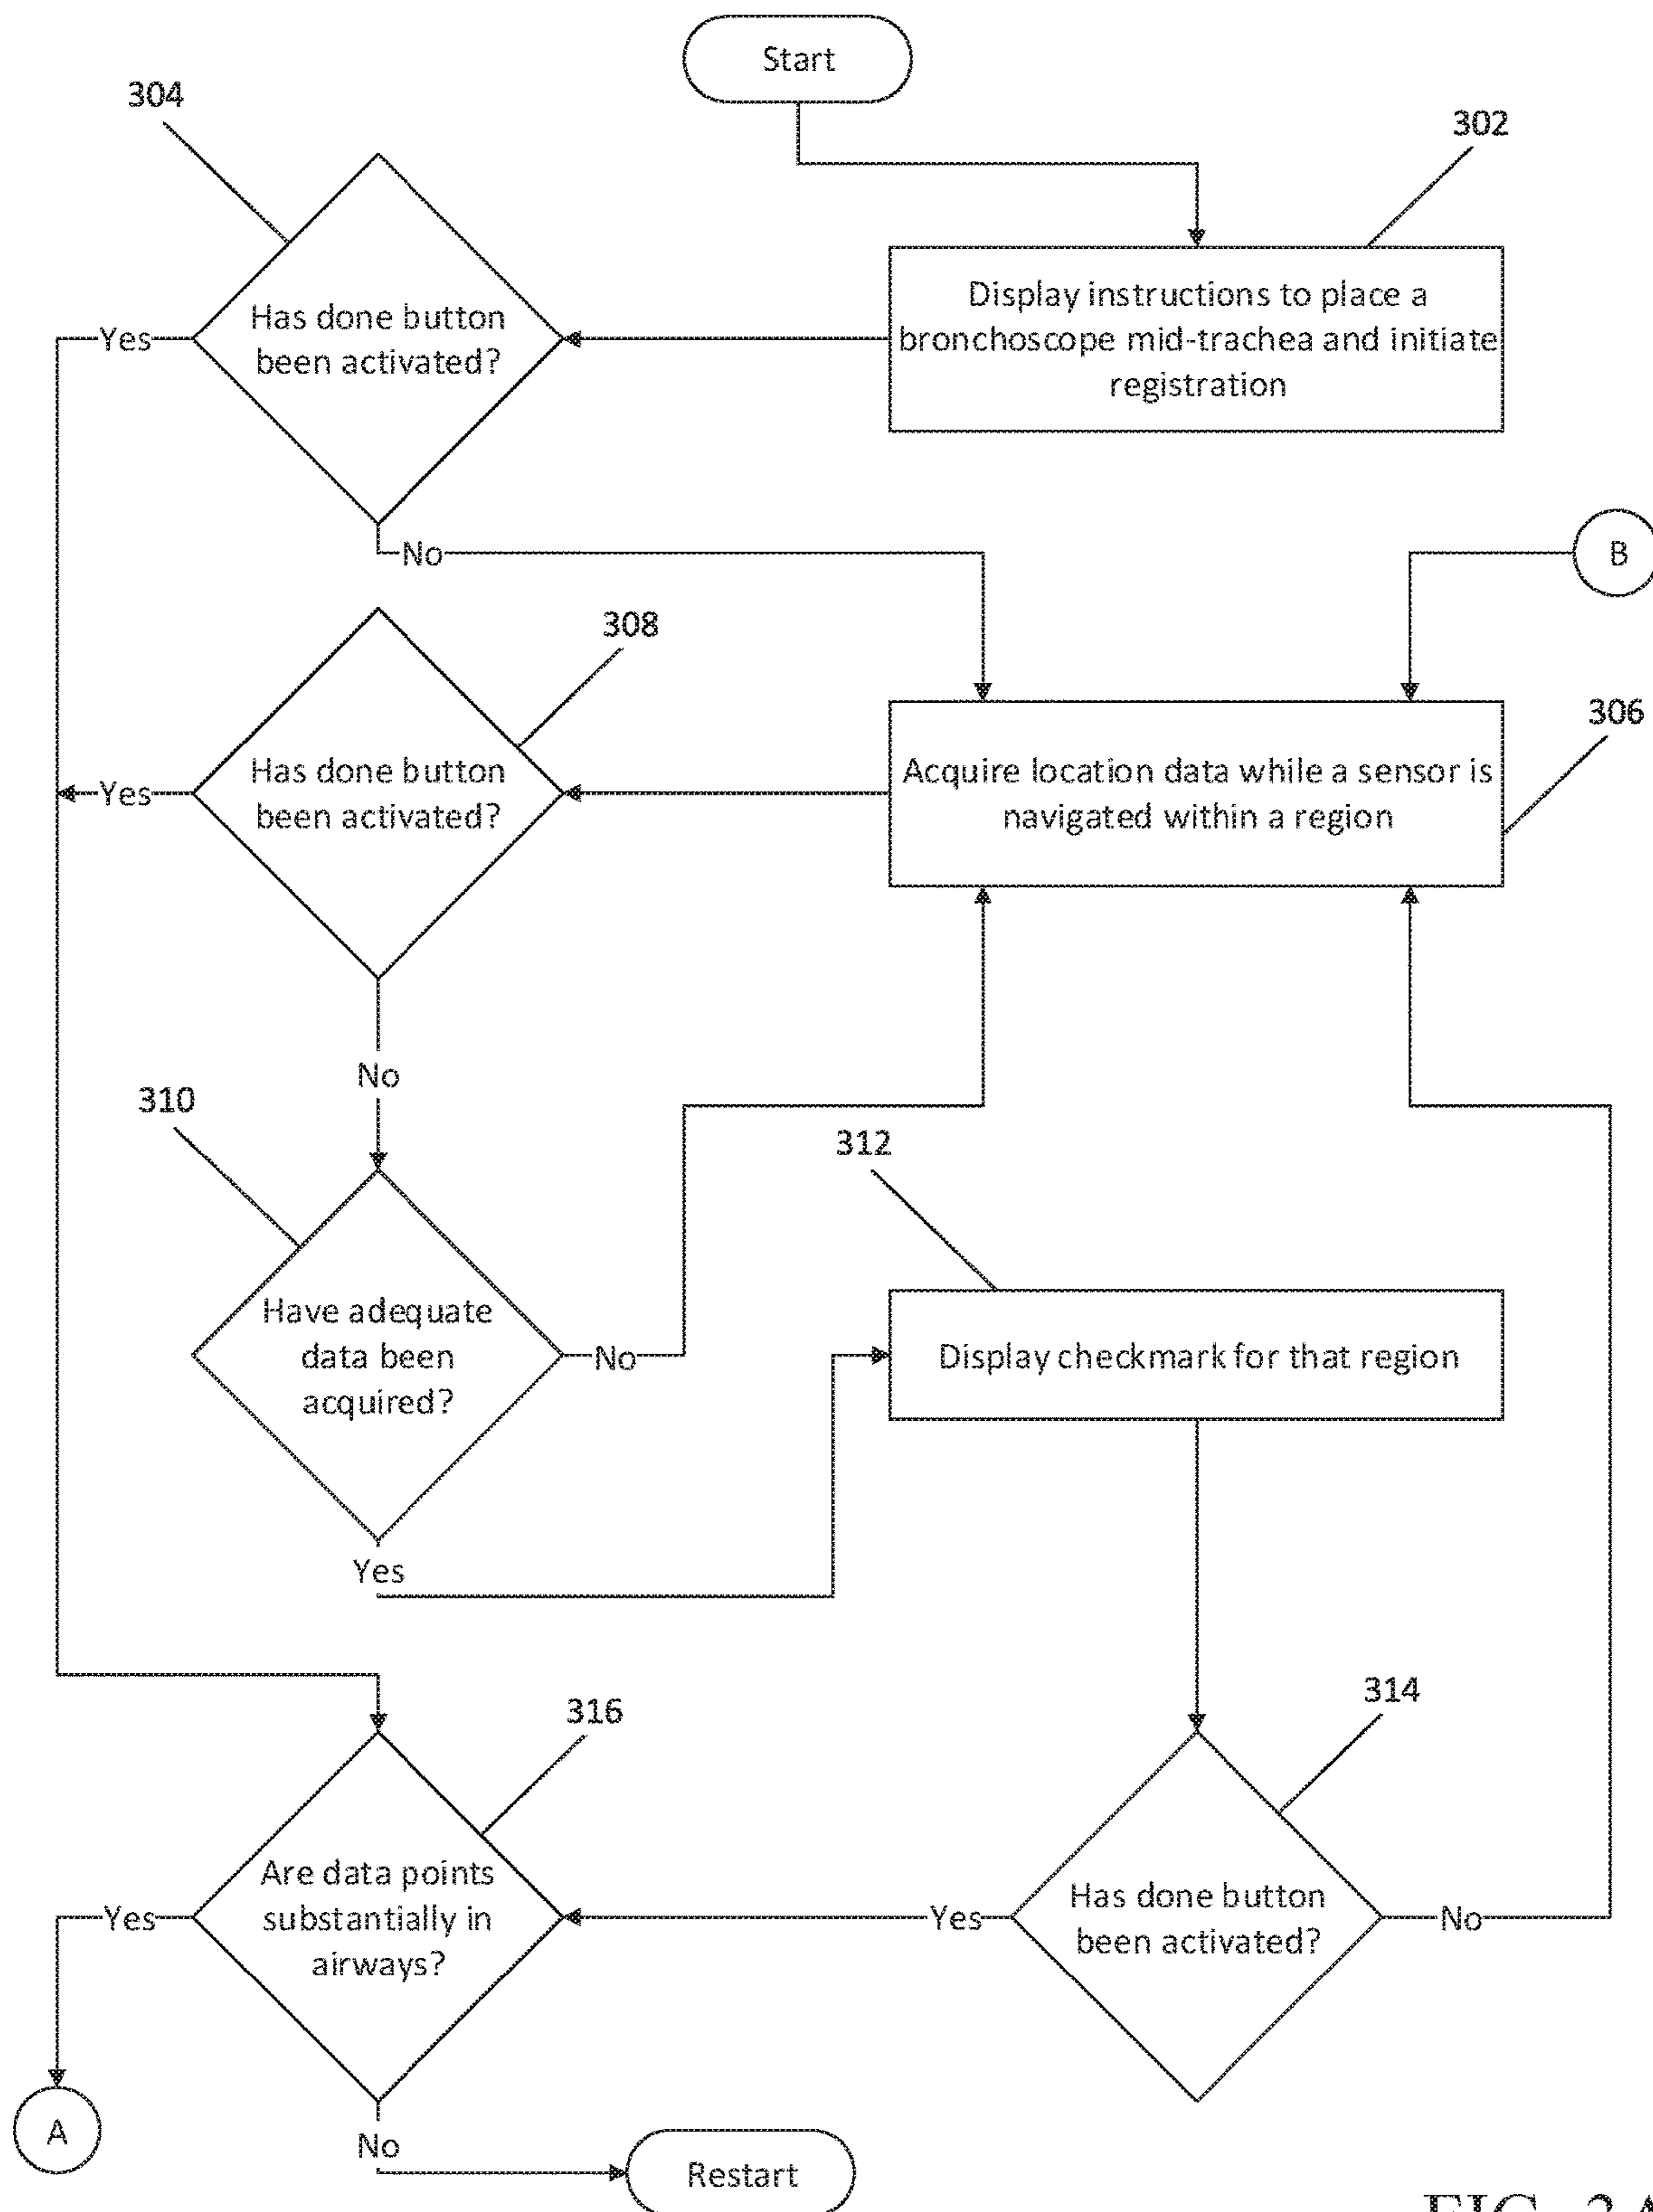 Start
304
302
Has done button
been activated?
Display instructions to place a
bronchoscope mid-trachea and initiate
registration
Yes
No
B
308
306
Has done button
been activated?
Acquire location data while a sensor is
navigated within a region
Yes
No
310
312
Have adequate
data been
acquired?
No
Display checkmark for that region
Yes
316
314
Are data points
substantially in
airways?
Has done button
been activated?
Yes
Yes
No
A
No
Restart
FIG. 3A